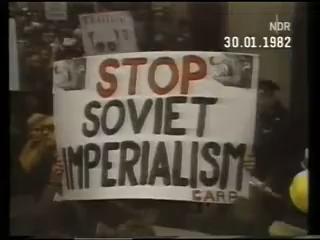 NDR
30.01.1982
STOP
SOVIET
IMPERIALISM
CARP